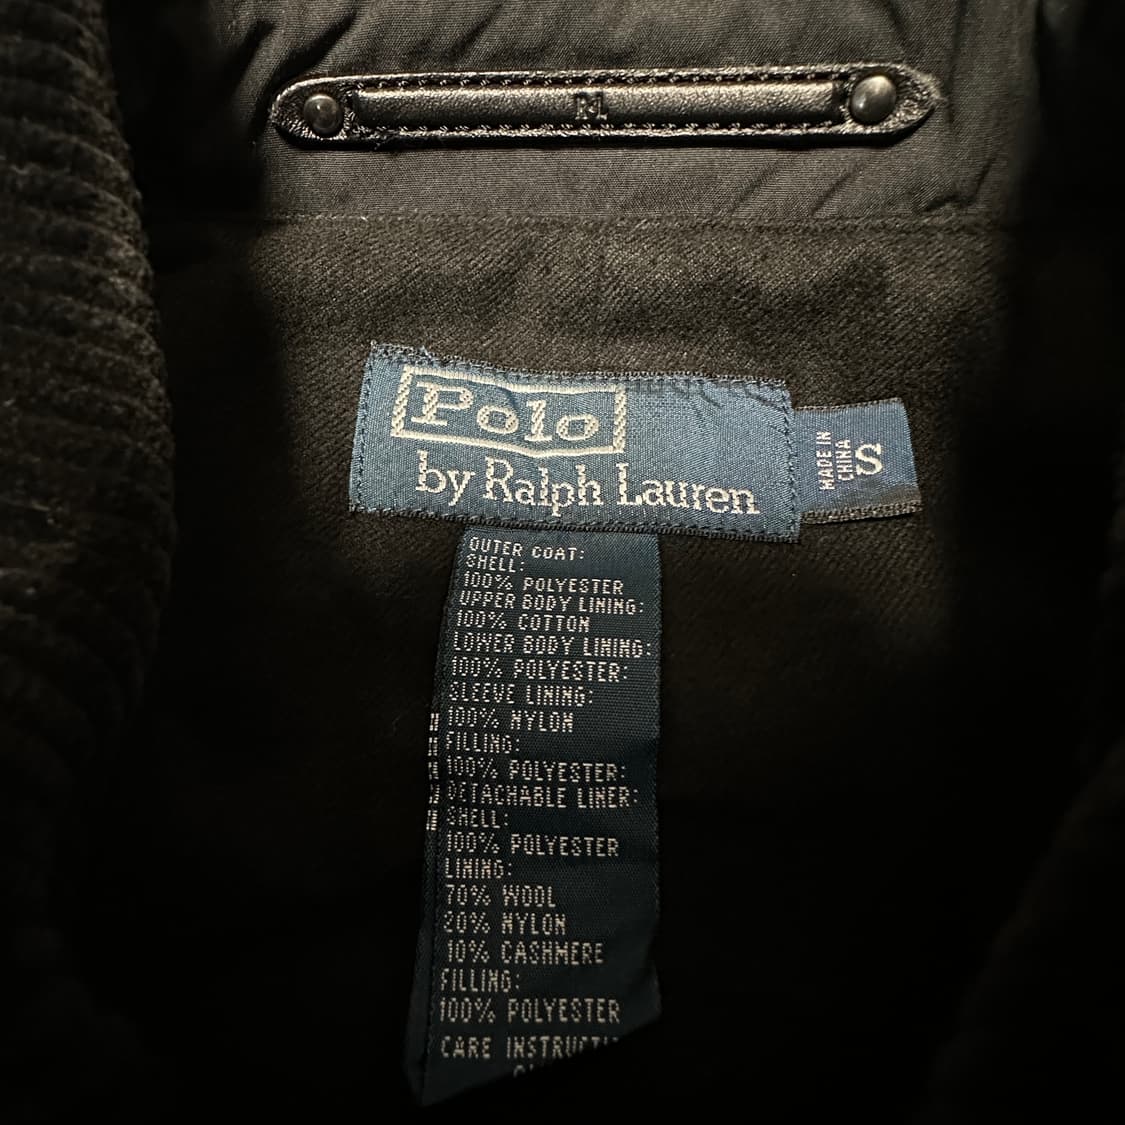 RL
Polo
by Ralph Lauren
MADE IN
CHINA
S
OUTER COAT:
SHELL:
100% POLYESTER
UPPER BODY LINING:
100% COTTON
LOWER BODY LINING:
100% POLYESTER:
SLEEVE LINING:
100% NYLON
FILLING:
100% POLYESTER:
DETACHABLE LINER:
SHELL:
100% POLYESTER
LINING:
70% WOOL
20% NYLON
10% CASHMERE
FILLING:
100% POLYESTER
CARE